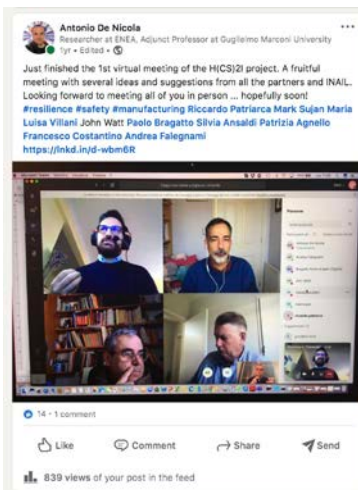 Antonio De Nicola
Researcher at ENEA, Adjunct Professor at Guglielmo Marconi University
1yr • Edited •
Just finished the 1st virtual meeting of the H(CS)2I project. A fruitful
meeting with several ideas and suggestions from all the partners and INAIL.
Looking forward to meeting all of you in person ... hopefully soon!
#resilience #safety #manufacturing Riccardo Patriarca Mark Sujan Maria
Luisa Villani John Watt Paolo Bragatto Silvia Ansaldi Patrizia Agnello
Francesco Costantino Andrea Falegnami
https://lnkd.in/d-wbm6R
14 • 1 comment
Like
Comment
Share
Send
839 views of your post in the feed